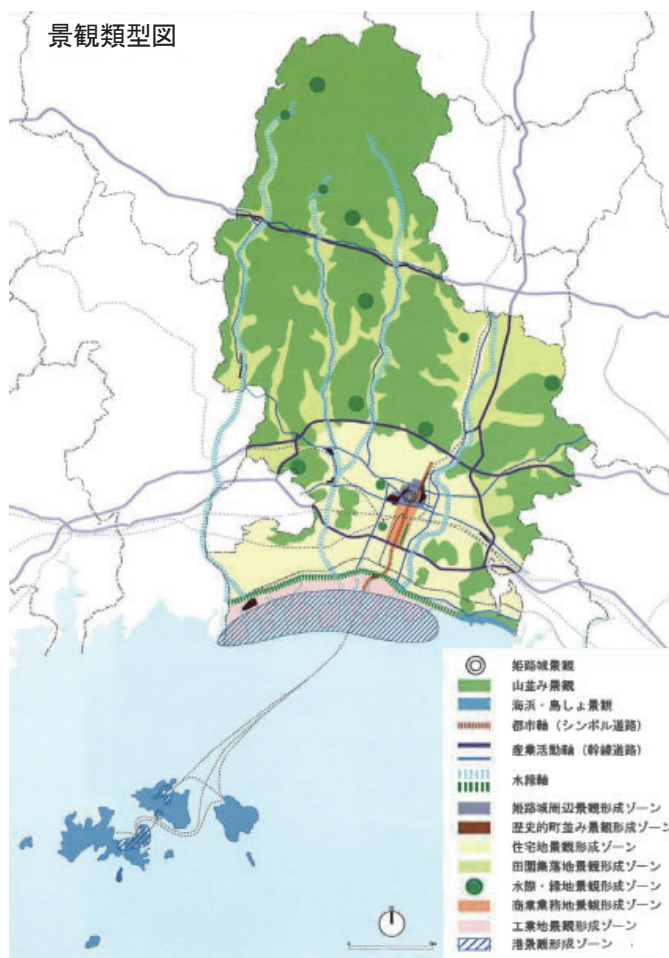 景観類型図
姫路城景観
山並み景観
海浜・島しょ景観
都市軸（シンボル道路）
産業活動軸（幹線道路）
水緑軸
姫路城周辺景観形成ゾーン
歴史的町並み景観形成ゾーン
住宅地景観形成ゾーン
田園集落地景観形成ゾーン
水際・緑地景観形成ゾーン
商業業務地景観形成ゾーン
工業地景観形成ゾーン
港景観形成ゾーン